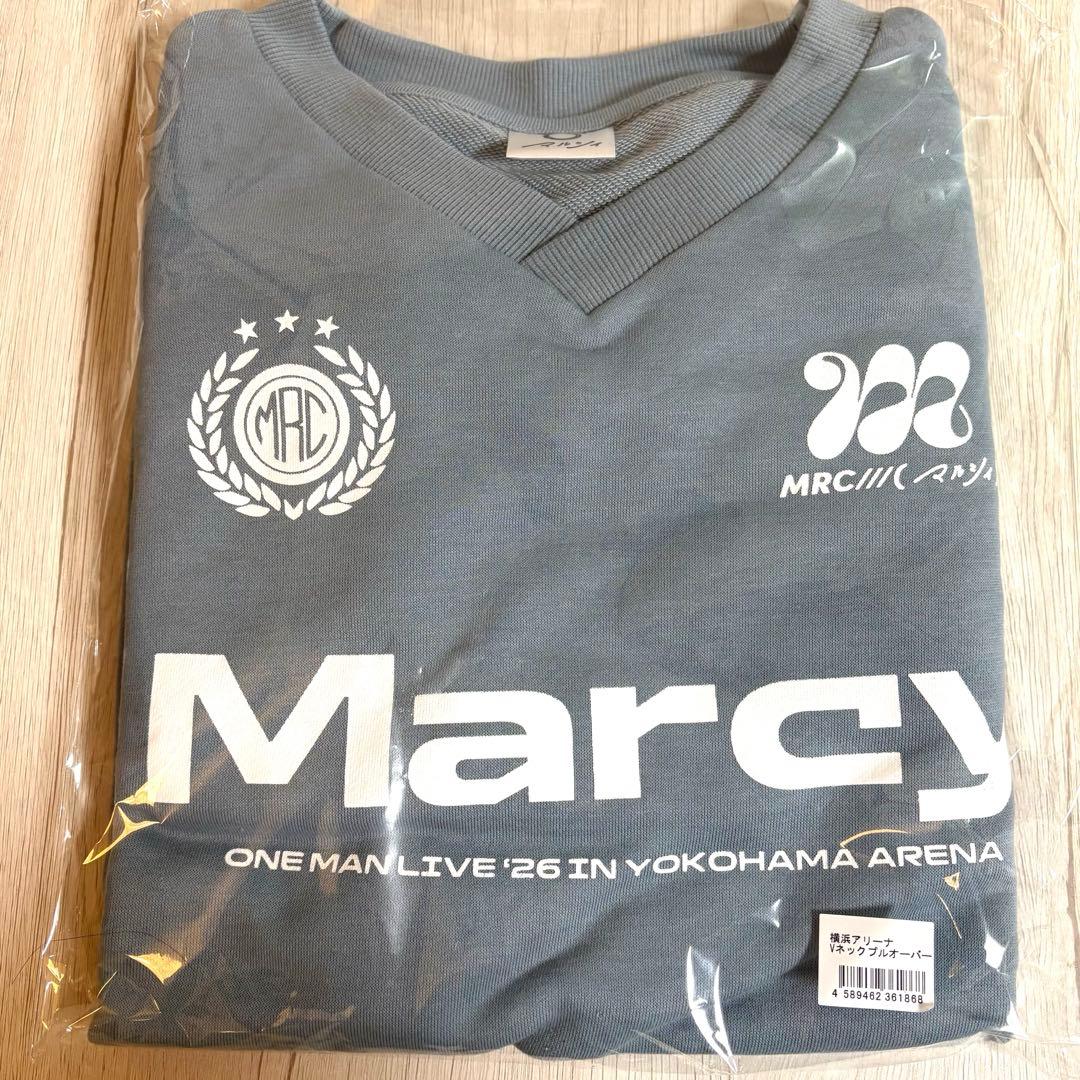 マルシィ
MRC
m
MRC///( マルシィ
Marcy
ONE MAN LIVE '26 IN YOKOHAMA ARENA
横浜アリーナ
Vネックプルオーバー
4 589462 361868